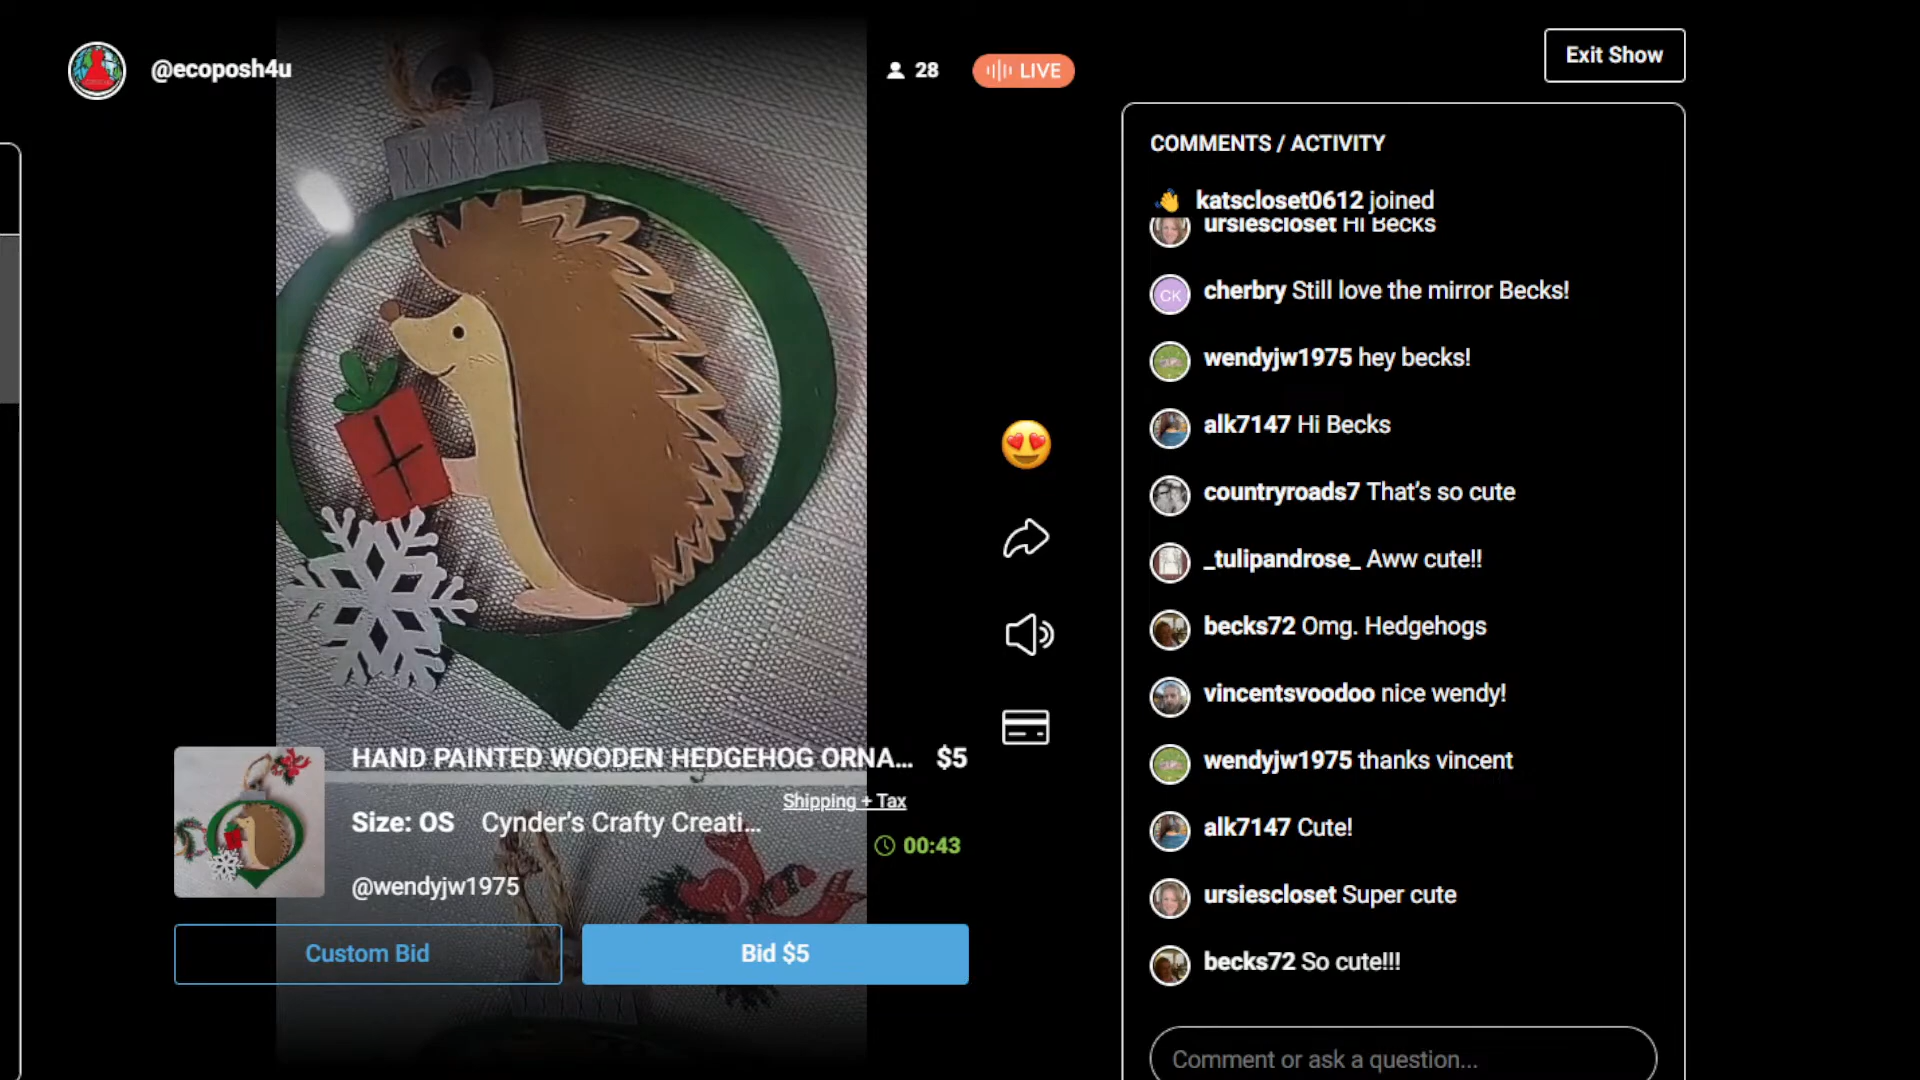 @ecoposh4u
28
LIVE
Exit Show
COMMENTS / ACTIVITY
katscloset0612 joined
ursiescloset Hi Becks
CK
cherbry Still love the mirror Becks!
wendyjw1975 hey becks!
alk7147 Hi Becks
countryroads7 That's so cute
_tulipandrose_ Aww cute!!
becks72 Omg. Hedgehogs
vincentsvoodoo nice wendy!
wendyjw1975 thanks vincent
alk7147 Cute!
ursiescloset Super cute
becks72 So cute!!!
Comment or ask a question...
HAND PAINTED WOODEN HEDGEHOG ORNA... $5
Shipping + Tax
Size: OS Cynder's Crafty Creati...
00:43
@wendyjw1975
Custom Bid
Bid $5